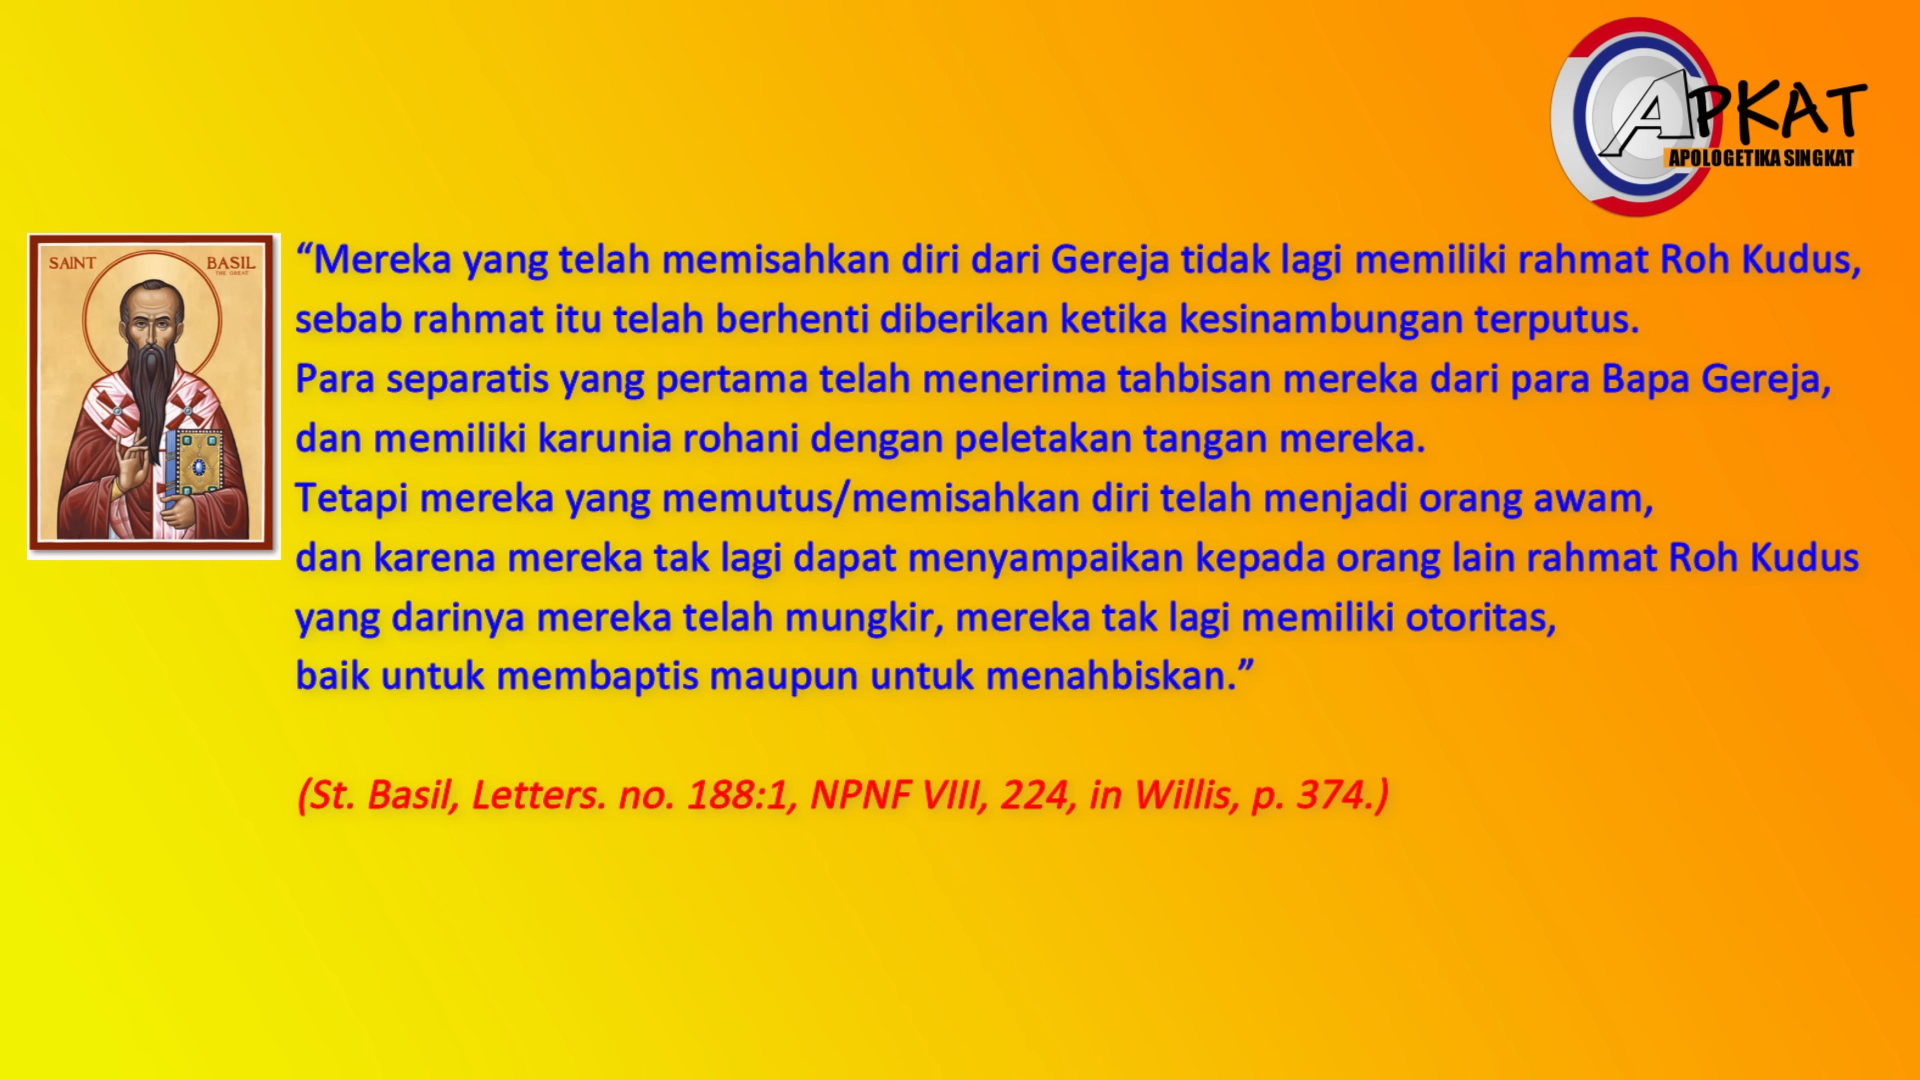 APKAT
APOLOGETIKA SINGKAT
SAINT BASIL
THE GREAT
“Mereka yang telah memisahkan diri dari Gereja tidak lagi memiliki rahmat Roh Kudus,
sebab rahmat itu telah berhenti diberikan ketika kesinambungan terputus.
Para separatis yang pertama telah menerima tahbisan mereka dari para Bapa Gereja,
dan memiliki karunia rohani dengan peletakan tangan mereka.
Tetapi mereka yang memutus/memisahkan diri telah menjadi orang awam,
dan karena mereka tak lagi dapat menyampaikan kepada orang lain rahmat Roh Kudus
yang darinya mereka telah mungkir, mereka tak lagi memiliki otoritas,
baik untuk membaptis maupun untuk menahbiskan.”
(St. Basil, Letters. no. 188:1, NPNF VIII, 224, in Willis, p. 374.)